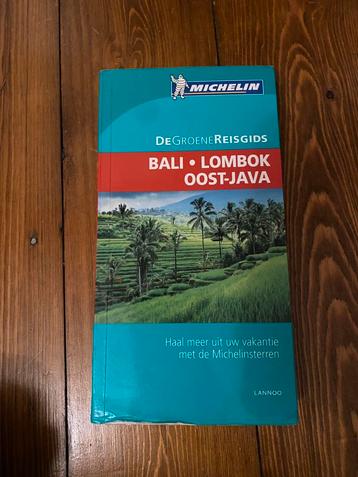 MICHELIN
DEGROENEREISGIDS
BALI • LOMBOK
OOST-JAVA
Haal meer uit uw vakantie
met de Michelinsterren
LANNOO